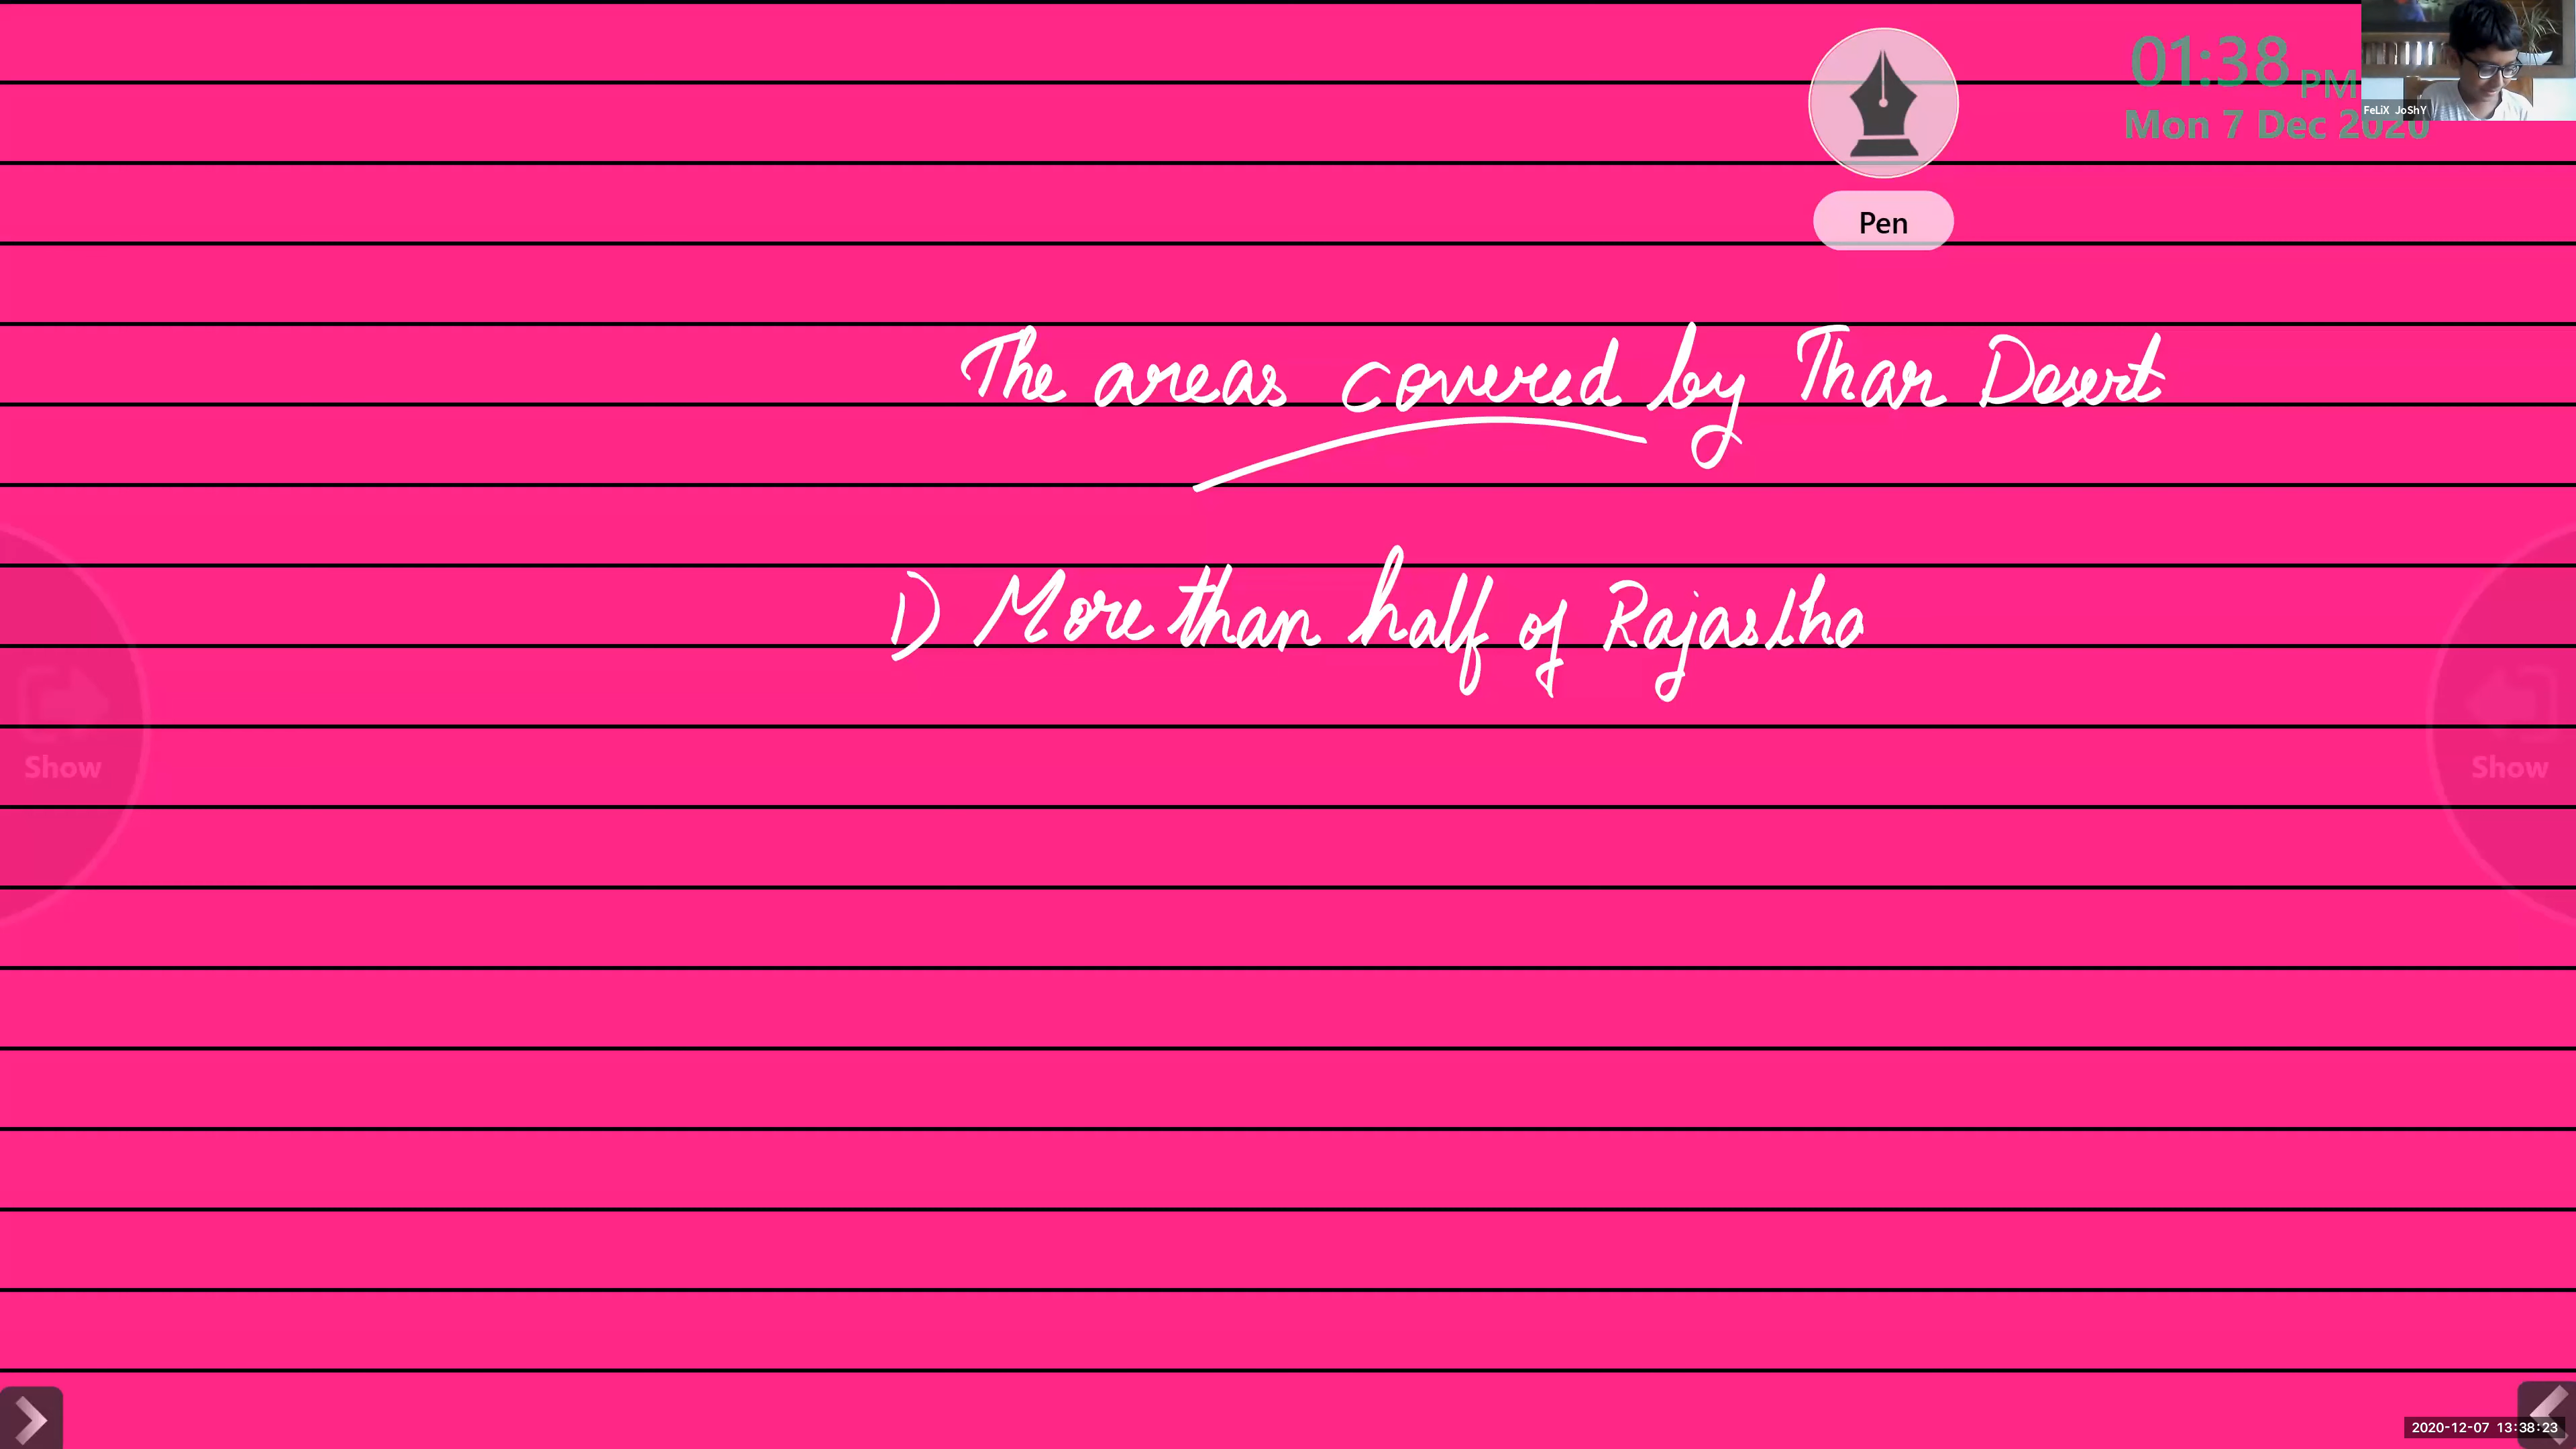 01:38 PM
FeLiX JoShY
Mon 7 Dec 2020
Pen
The areas covered by Thar Desert
1) More than half of Rajastha
Show
Show
2020-12-07 13:38:23